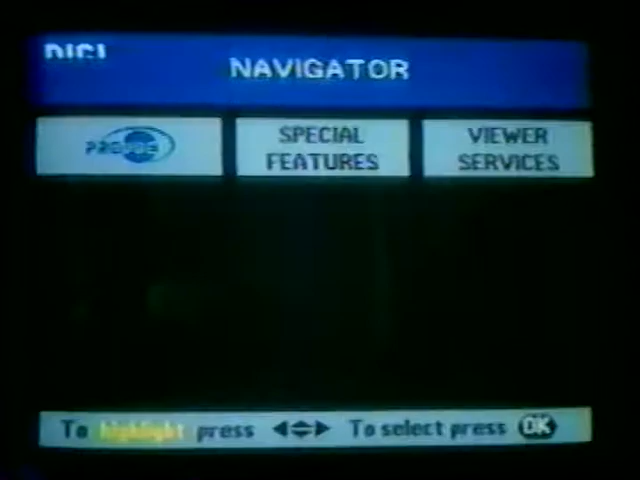 NAVIGATOR
SPECIAL
FEATURES
VIEWER
SERVICES
To highlight press To select press OK